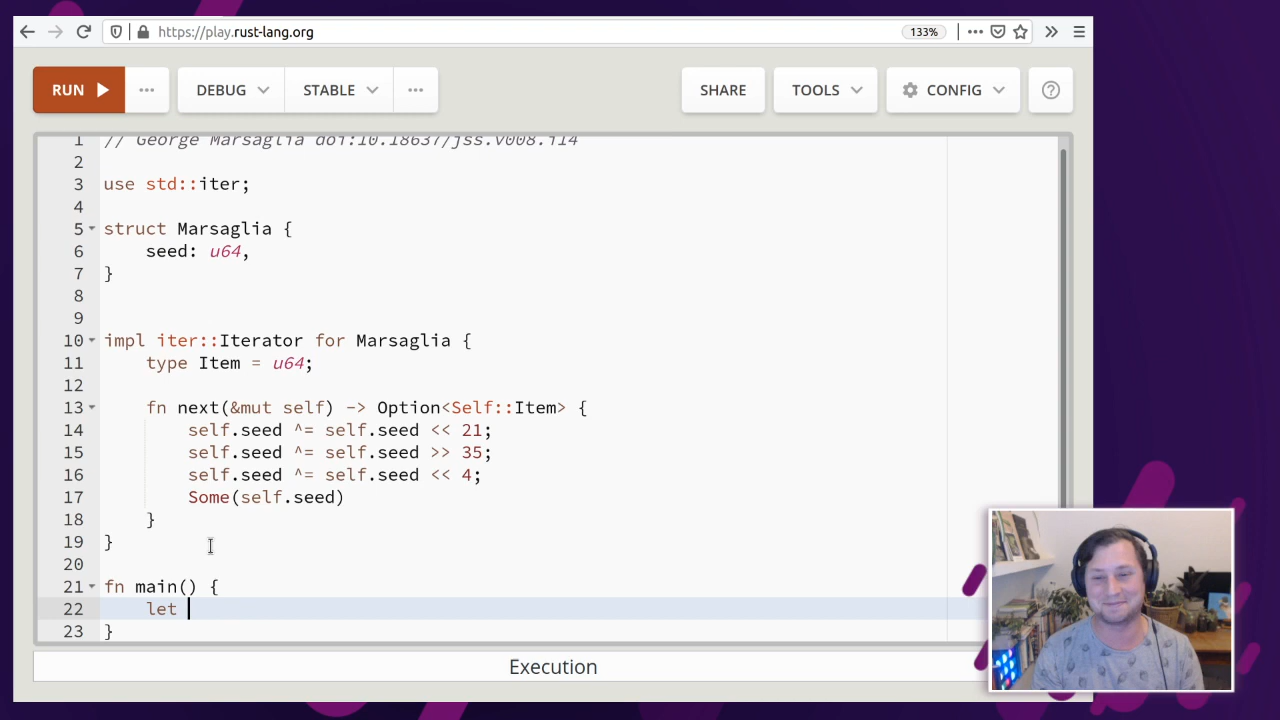 https://play.rust-lang.org
133%
RUN
DEBUG
STABLE
SHARE
TOOLS
CONFIG
1 // George Marsaglia doi:10.18637/jss.v008.i14
2
3 use std::iter;
4
5 struct Marsaglia {
6 seed: u64,
7 }
8
9
10 impl iter::Iterator for Marsaglia {
11 type Item = u64;
12
13 fn next(&mut self) -> Option<Self::Item> {
14 self.seed ^= self.seed << 21;
15 self.seed ^= self.seed >> 35;
16 self.seed ^= self.seed << 4;
17 Some(self.seed)
18 }
19 }
20
21 fn main() {
22 let
23 }
Execution